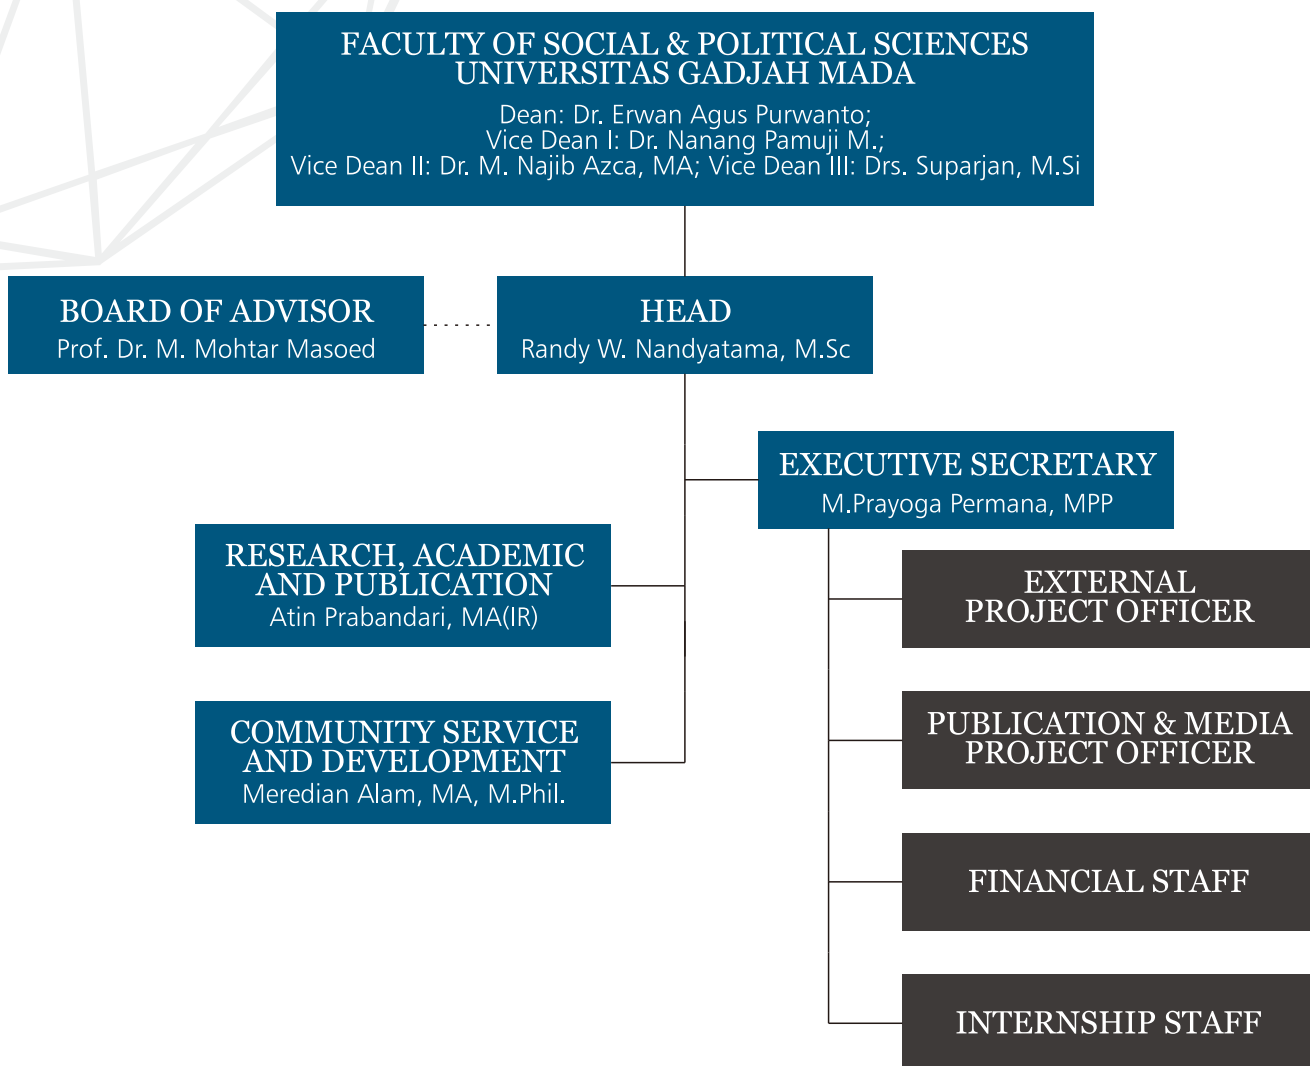 FACULTY OF SOCIAL & POLITICAL SCIENCES
UNIVERSITAS GADJAH MADA
Dean: Dr. Erwan Agus Purwanto;
Vice Dean I: Dr. Nanang Pamuji M.;
Vice Dean II: Dr. M. Najib Azca, MA; Vice Dean III: Drs. Suparjan, M.Si
BOARD OF ADVISOR
Prof. Dr. M. Mohtar Masoed
HEAD
Randy W. Nandyatama, M.Sc
EXECUTIVE SECRETARY
M.Prayoga Permana, MPP
RESEARCH, ACADEMIC
AND PUBLICATION
Atin Prabandari, MA(IR)
COMMUNITY SERVICE
AND DEVELOPMENT
Meredian Alam, MA, M.Phil.
EXTERNAL
PROJECT OFFICER
PUBLICATION & MEDIA
PROJECT OFFICER
FINANCIAL STAFF
INTERNSHIP STAFF